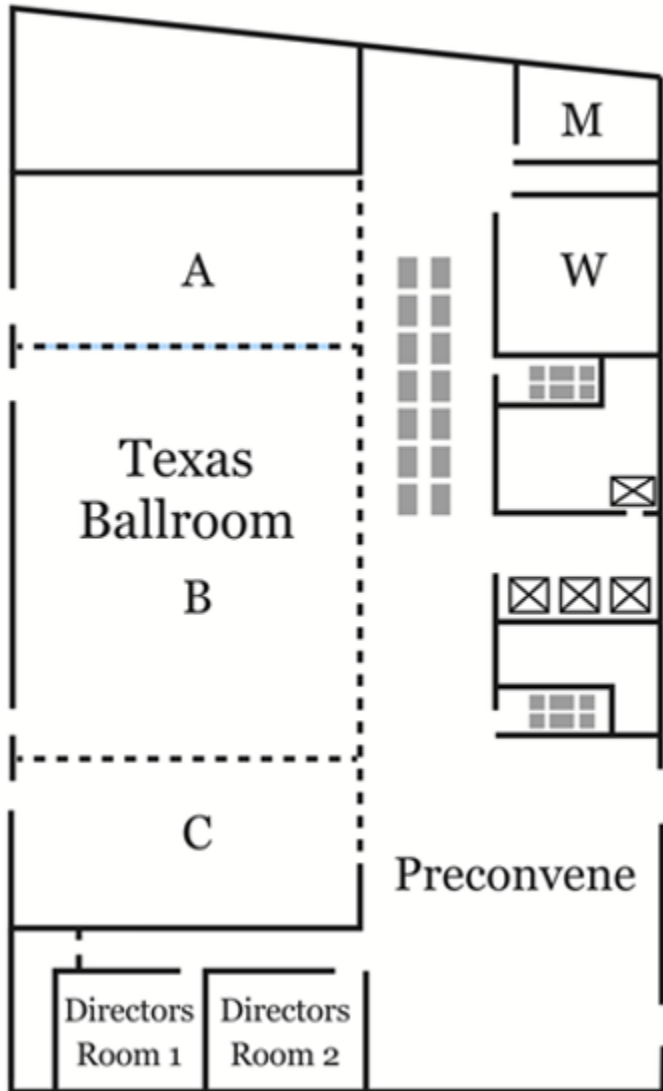 M
A
W
Texas
Ballroom
B
C
Preconvene
Directors
Room 1
Directors
Room 2